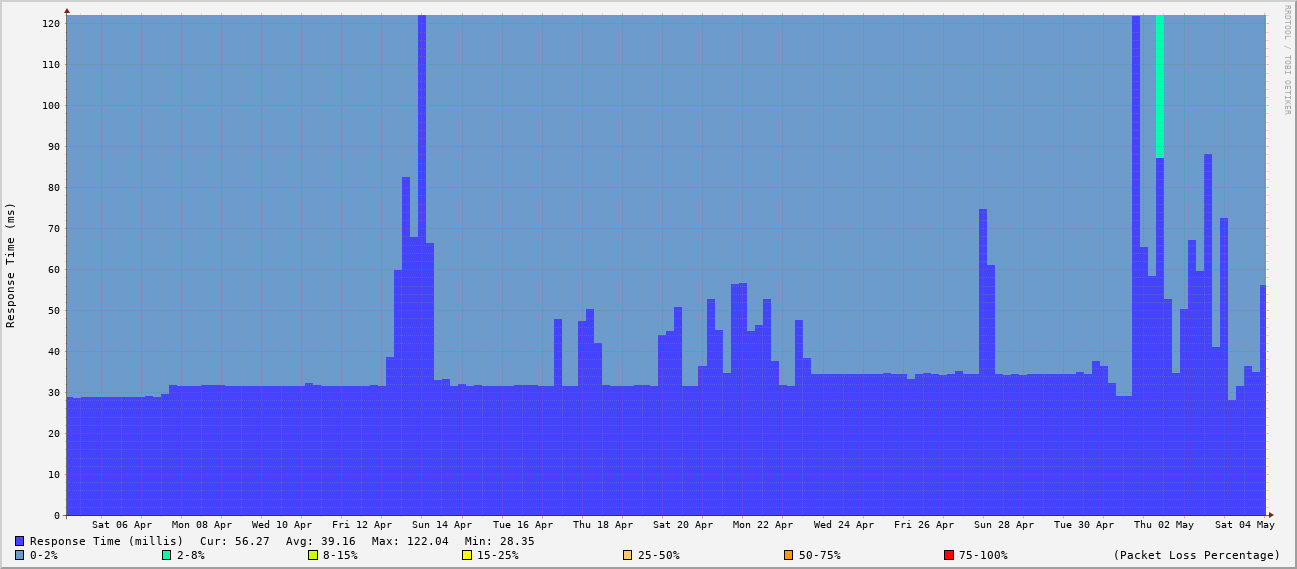 RRDTOOL / TOBI OETIKER
Response Time (ms)
120
110
100
90
80
70
60
50
40
30
20
10
0
Sat 06 Apr Mon 08 Apr Wed 10 Apr Fri 12 Apr Sun 14 Apr Tue 16 Apr Thu 18 Apr Sat 20 Apr Mon 22 Apr Wed 24 Apr Fri 26 Apr Sun 28 Apr Tue 30 Apr Thu 02 May Sat 04 May
Response Time (millis) Cur: 56.27 Avg: 39.16 Max: 122.04 Min: 28.35
0-2% 2-8% 8-15% 15-25% 25-50% 50-75% 75-100% (Packet Loss Percentage)